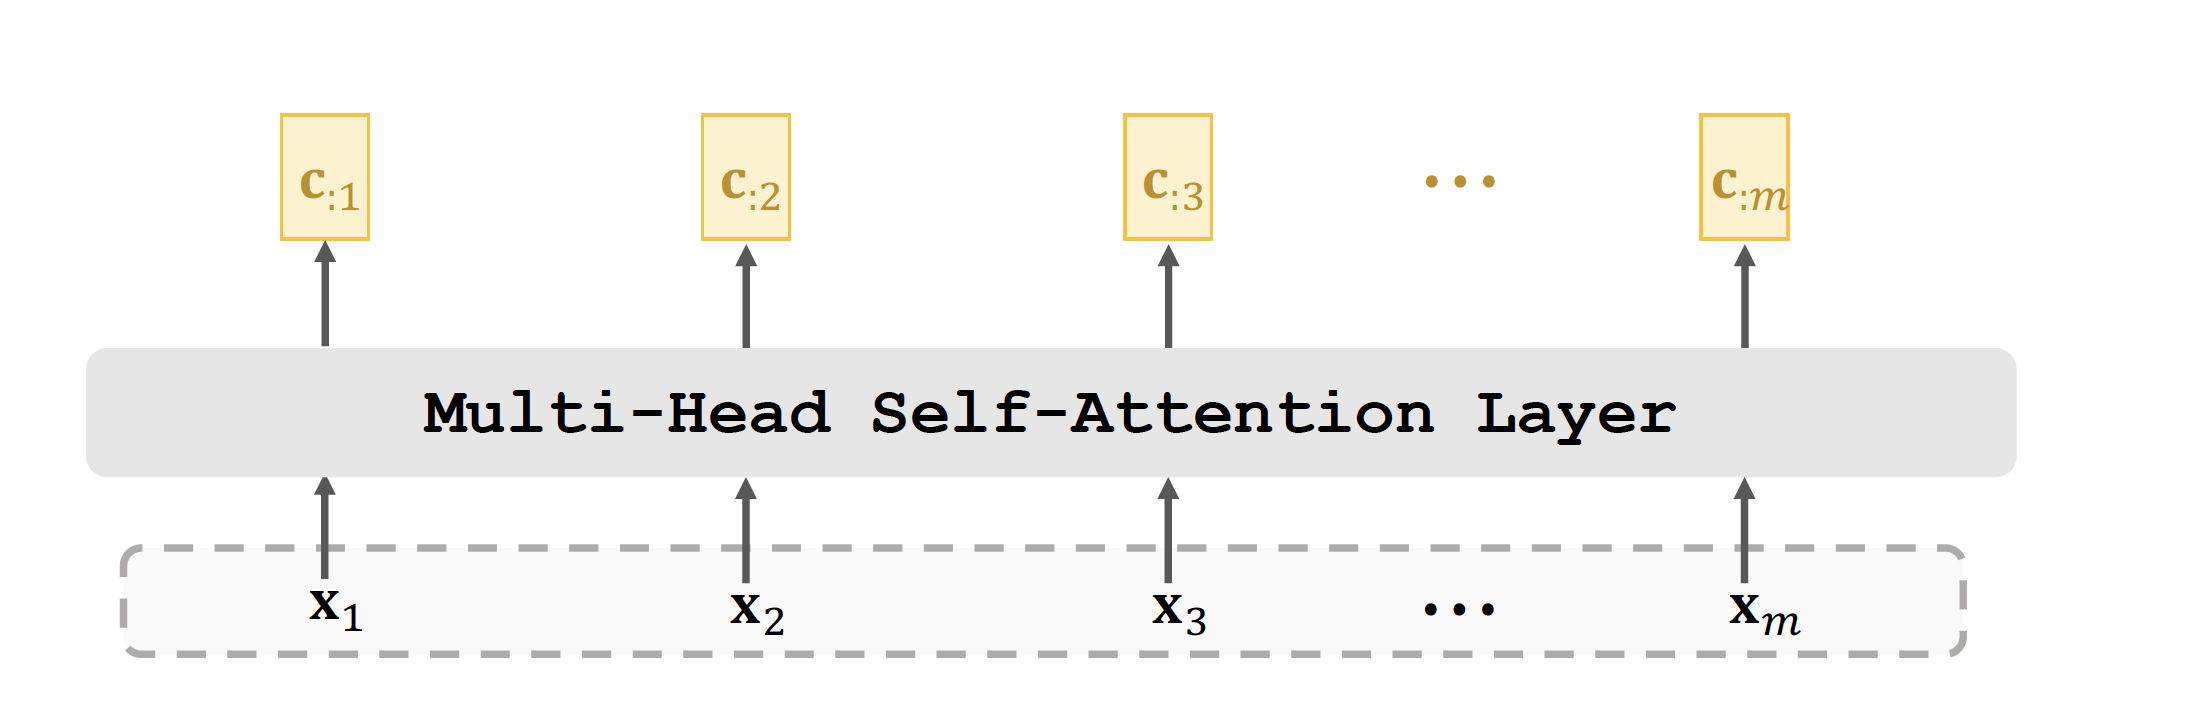 c:1 c:2 c:3 ... c:m
Multi-Head Self-Attention Layer
x1 x2 x3 ... xm